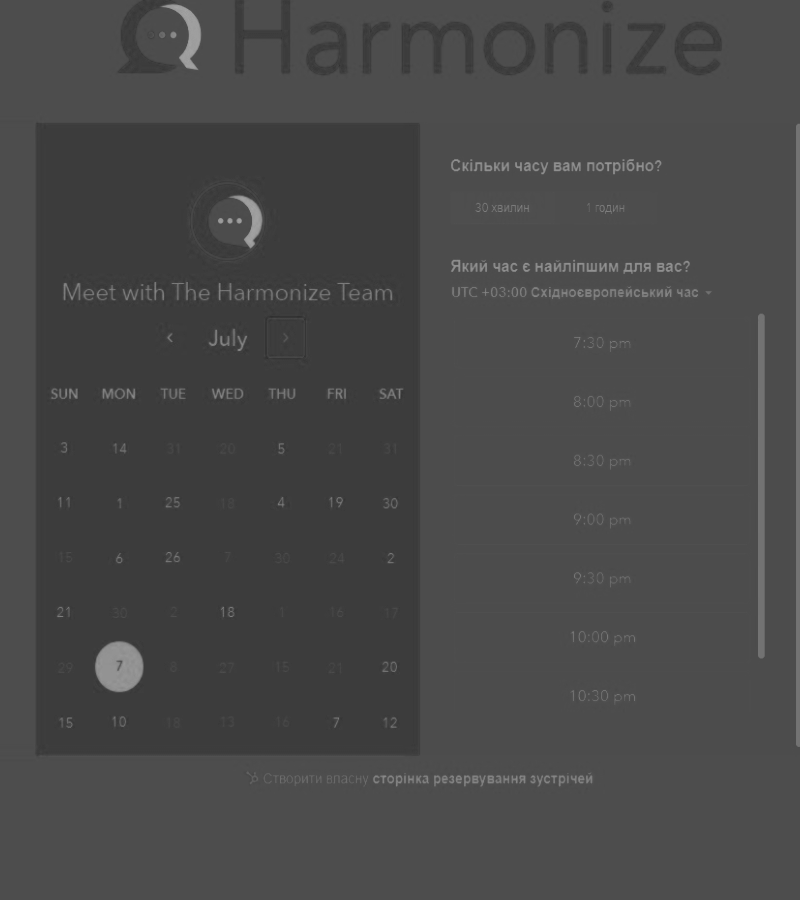 Harmonize
Meet with The Harmonize Team
July
SUN MON TUE WED THU FRI SAT
3 14 31 20 5 21 31
11 1 25 13 4 19 30
15 6 26 7 30 24 2
21 30 2 18 1 16 17
29 7 8 27 15 21 20
15 10 18 13 16 7 12
Скільки часу вам потрібно?
30 хвилин 1 годин
Який час є найліпшим для вас?
UTC +03:00 Східноєвропейський час
7:30 pm
8:00 pm
8:30 pm
9:00 pm
9:30 pm
10:00 pm
10:30 pm
Створити власну сторінка резервування зустрічей